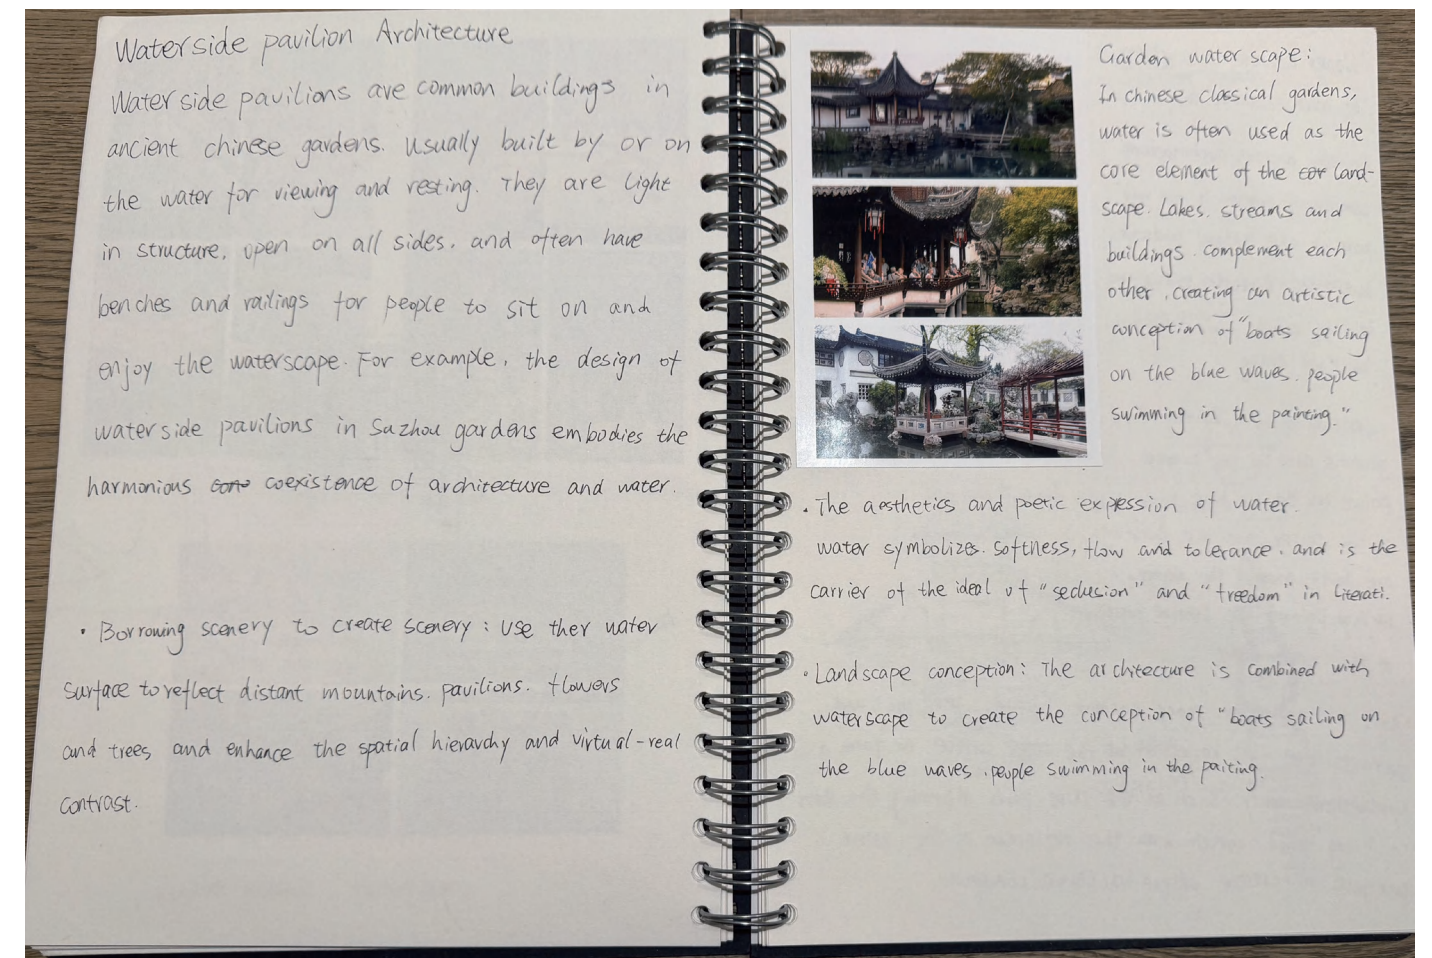 Waterside pavilion Architecture
Waterside pavilions are common buildings in
ancient chinese gardens. Usually built by or on
the water for viewing and resting. They are light
in structure, open on all sides, and often have
benches and railings for people to sit on and
enjoy the waterscape. For example, the design of
waterside pavilions in Suzhou gardens embodies the
harmonious coexistence of architecture and water.
· Borrowing scenery to create scenery : Use ther water
surface to reflect distant mountains. pavilions. flowers
and trees, and enhance the spatial hierarchy and virtual-real
contrast.
Garden waterscape:
In chinese classical gardens,
water is often used as the
core element of the land-
scape. Lakes. streams and
buildings. complement each
other, creating an artistic
conception of "boats sailing
on the blue waves. people
swimming in the painting."
· The aesthetics and poetic expression of water.
water symbolizes. softness, flow and tolerance. and is the
carrier of the ideal of "seclusion" and "freedom" in literati.
· Landscape conception: The architecture is combined with
waterscape to create the conception of "boats sailing on
the blue waves, people swimming in the paiting.